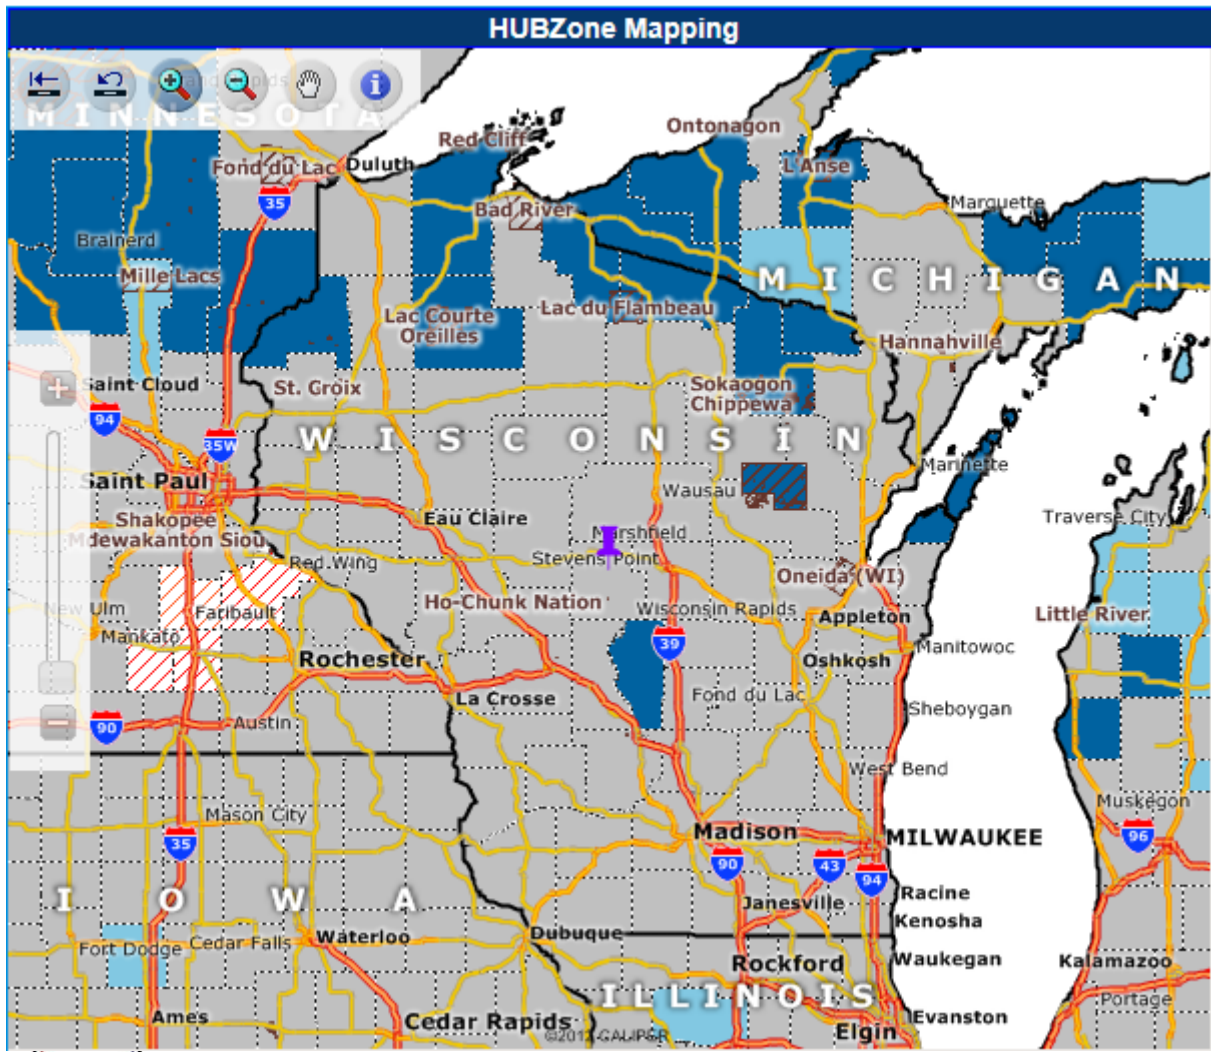 HUBZone Mapping
MINNESOTA
Red Cliff
Ontonagon
Fond du Lac
Duluth
L'Anse
35
Bad River
Marquette
Brainerd
Mille Lacs
MICHIGAN
Lac Courte
Oreilles
Lac du Flambeau
Hannahville
Saint Cloud
St. Croix
Sokaogon
Chippewa
94
35W
WISCONSIN
Marinette
Saint Paul
Wausau
Eau Claire
Traverse City
Shakopee
Mdewakanton Siou
Marshfield
Stevens Point
Red Wing
Oneida (WI)
New Ulm
Faribault
Ho-Chunk Nation
Wisconsin Rapids
Appleton
Little River
Mankato
39
Manitowoc
Rochester
Oshkosh
La Crosse
Fond du Lac
Sheboygan
90
Austin
West Bend
Mason City
Muskegon
35
Madison
MILWAUKEE
96
90
43
94
IOWA
Janesville
Racine
Kenosha
Fort Dodge
Cedar Falls
Waterloo
Dubuque
Rockford
Waukegan
Kalamazoo
ILLINOIS
Portage
Ames
Cedar Rapids
©2012 CALIPER
Elgin
Evanston